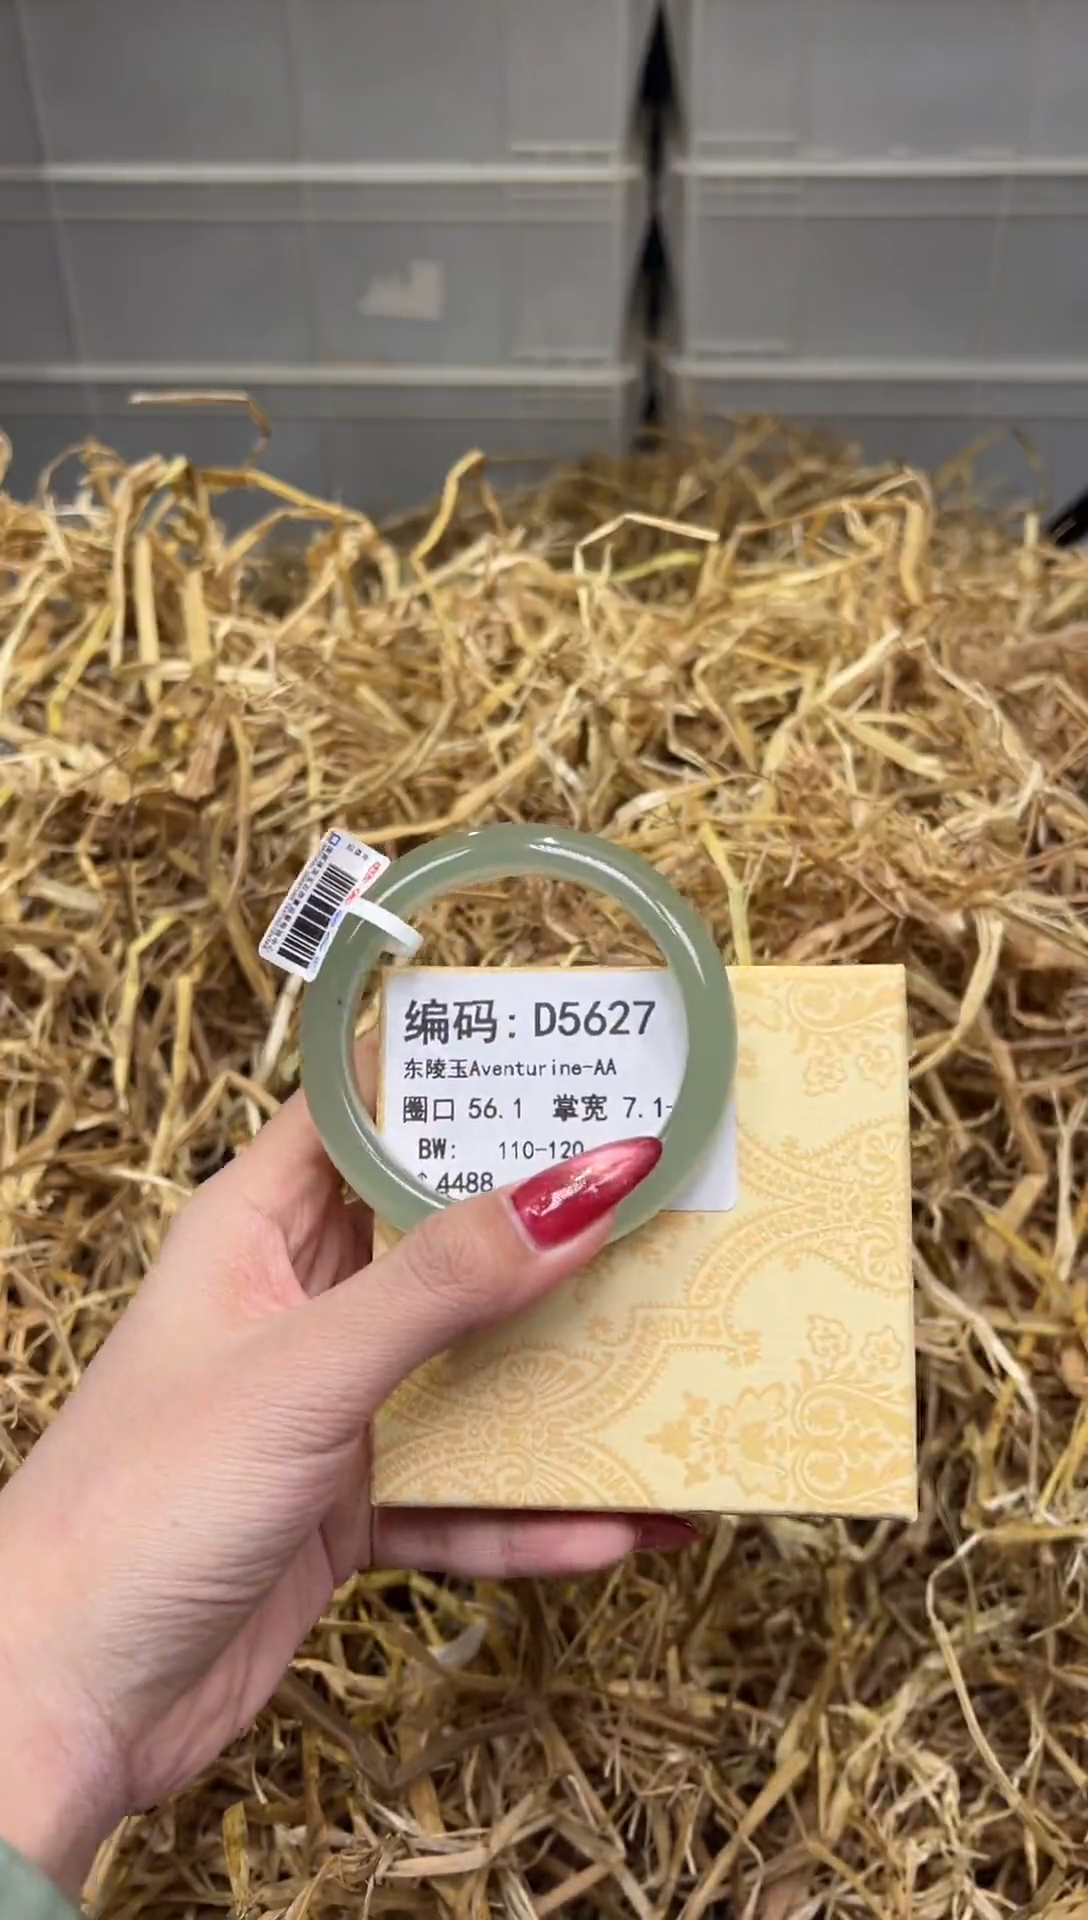 编码: D5627
东陵玉Aventurine-AA
圈口 56.1 掌宽 7.1-
BW: 110-120
$ 4488